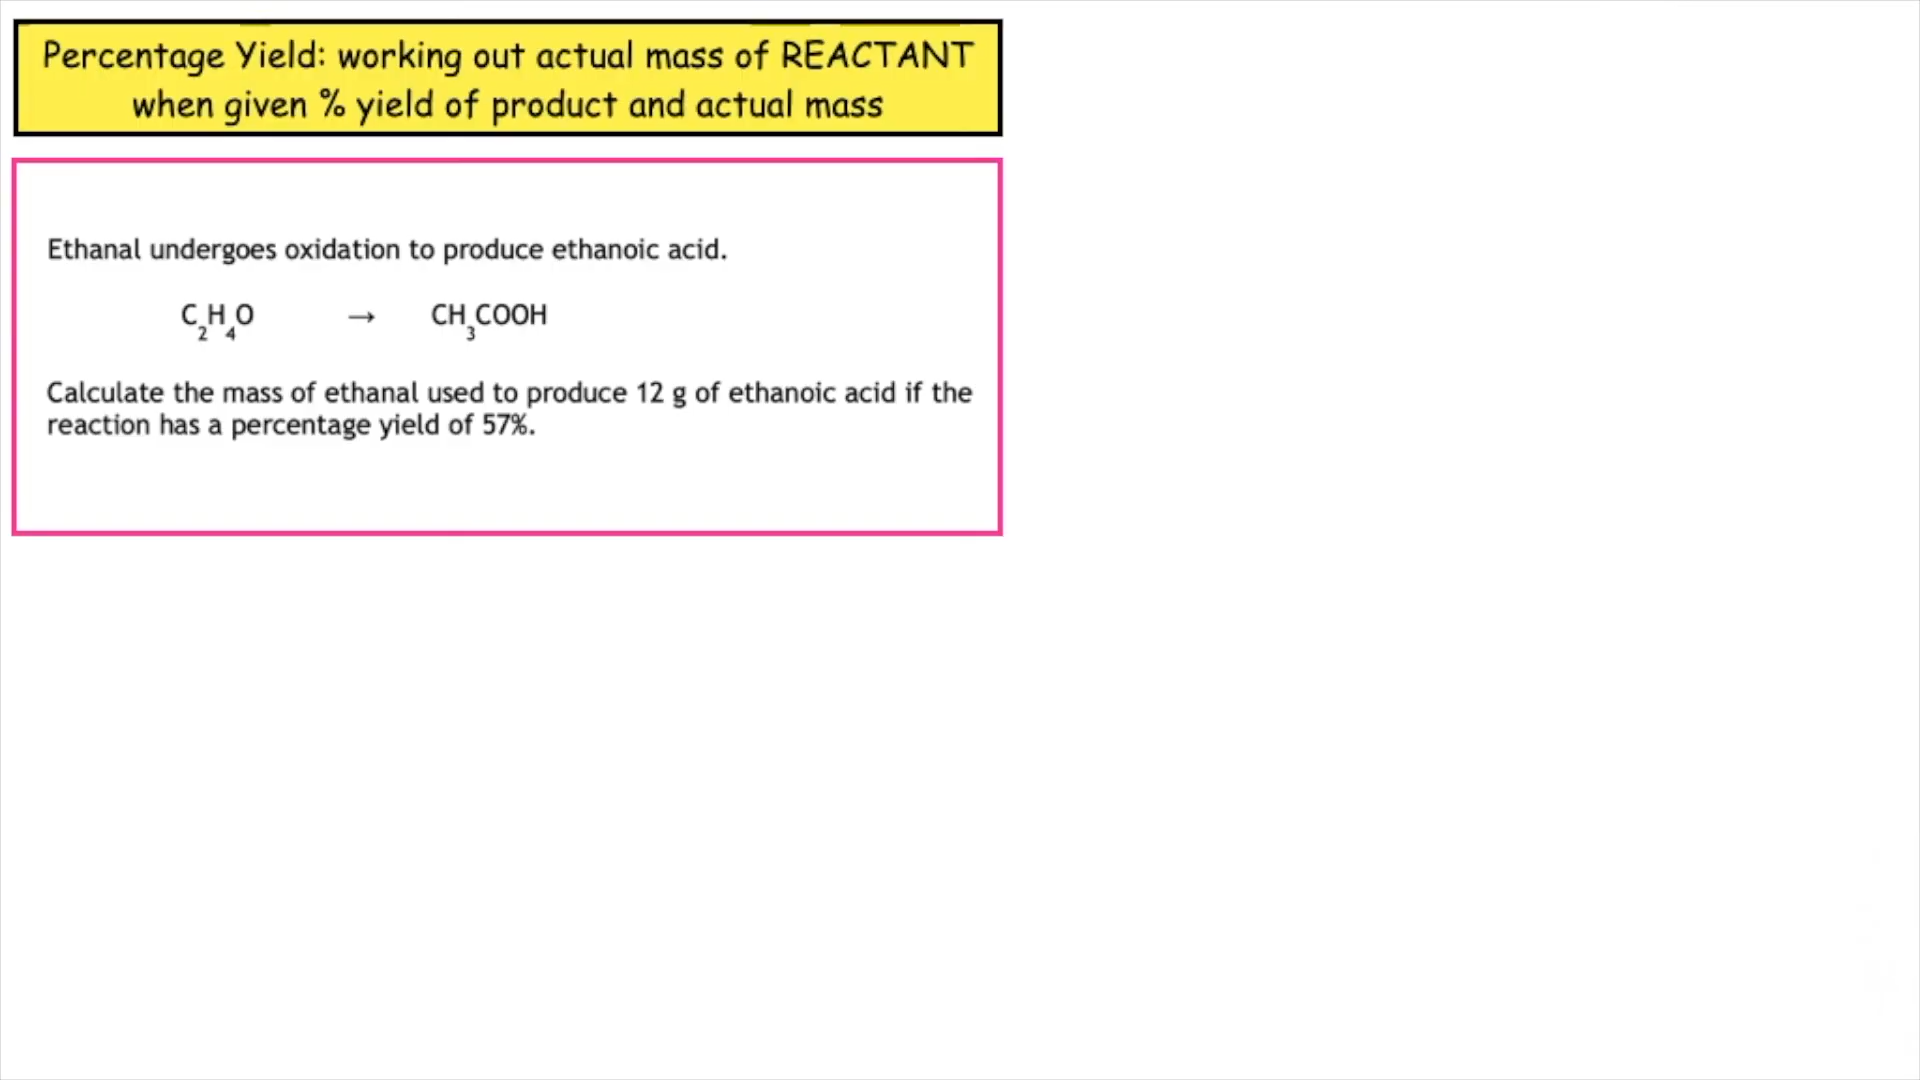 Percentage Yield: working out actual mass of REACTANT
when given % yield of product and actual mass
Ethanal undergoes oxidation to produce ethanoic acid.
C₂H₄O → CH₃COOH
Calculate the mass of ethanal used to produce 12 g of ethanoic acid if the
reaction has a percentage yield of 57%.